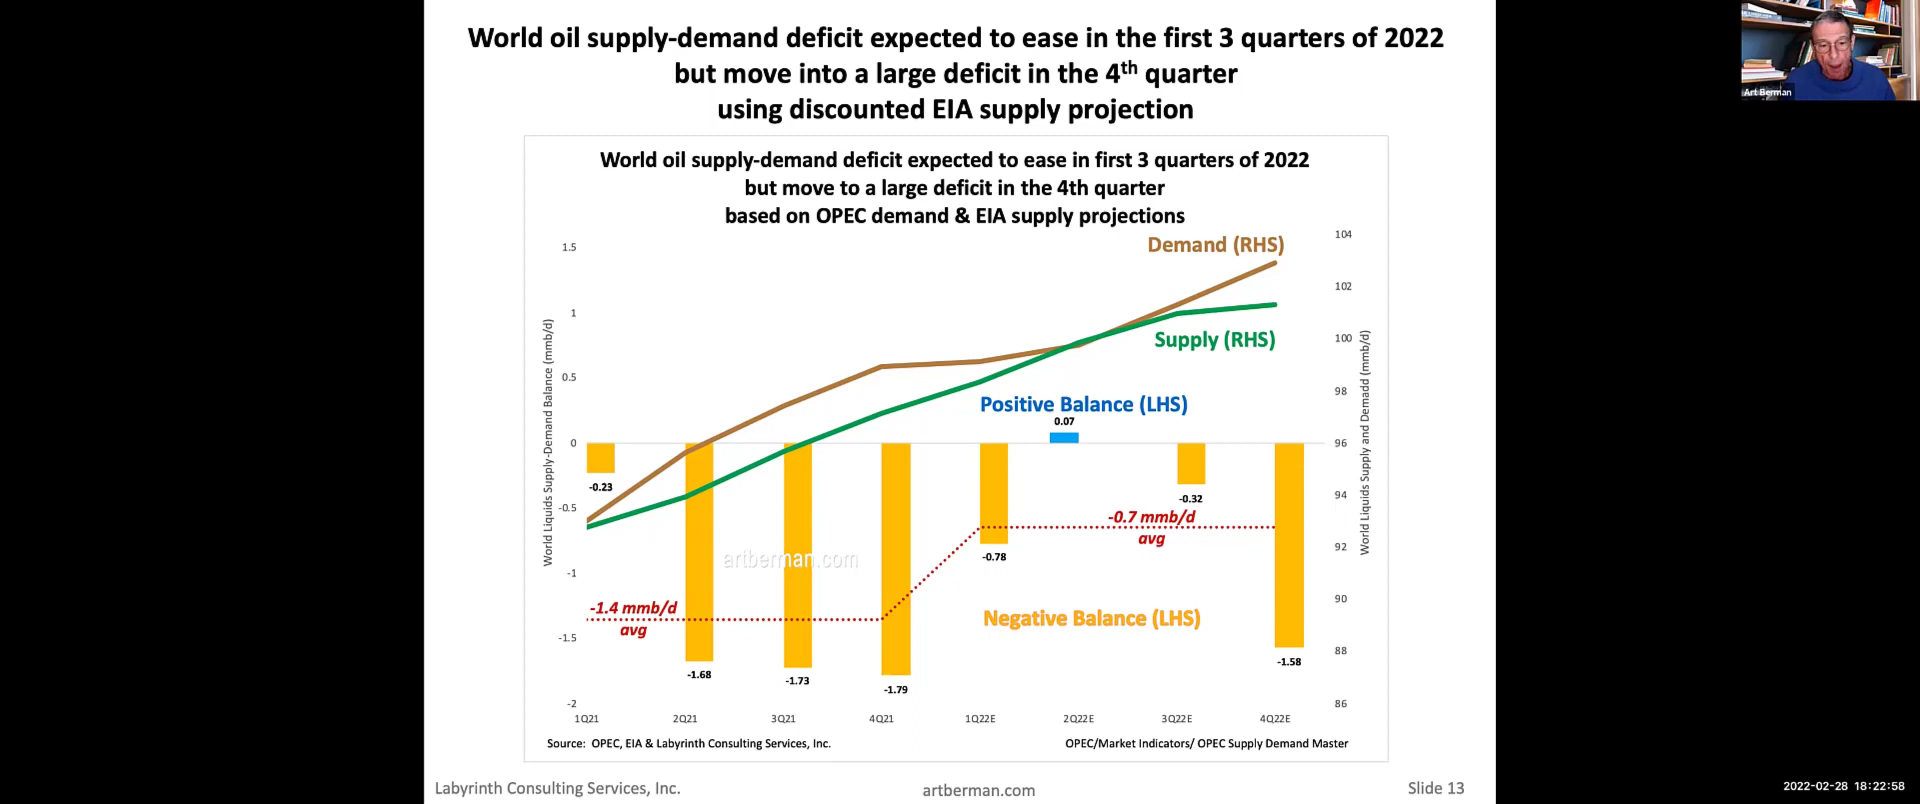 World oil supply-demand deficit expected to ease in the first 3 quarters of 2022
but move into a large deficit in the 4th quarter
using discounted EIA supply projection
Art Berman
World oil supply-demand deficit expected to ease in first 3 quarters of 2022
but move to a large deficit in the 4th quarter
based on OPEC demand & EIA supply projections
Demand (RHS)
Supply (RHS)
Positive Balance (LHS)
Negative Balance (LHS)
World Liquids Supply-Demand Balance (mmb/d)
1.5
1
0.5
0
-0.5
-1
-1.5
-2
World Liquids Supply and Demadd (mmb/d)
104
102
100
98
96
94
92
90
88
86
-0.23
-1.68
-1.73
-1.79
-0.78
0.07
-0.32
-1.58
-1.4 mmb/d
avg
-0.7 mmb/d
avg
artberman.com
1Q21 2Q21 3Q21 4Q21 1Q22E 2Q22E 3Q22E 4Q22E
Source: OPEC, EIA & Labyrinth Consulting Services, Inc.
OPEC/Market Indicators/ OPEC Supply Demand Master
Labyrinth Consulting Services, Inc.
artberman.com
Slide 13
2022-02-28 18:22:58